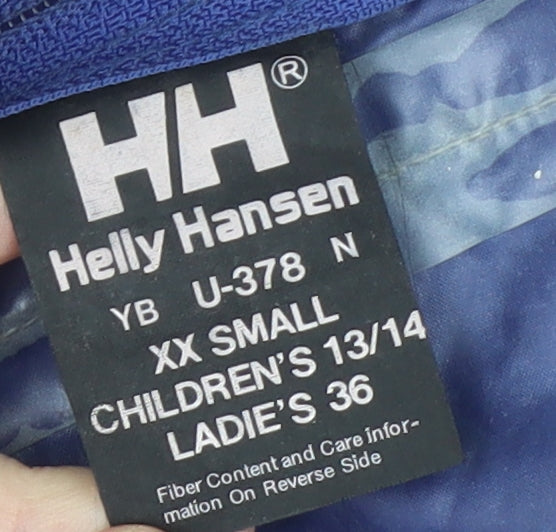 HH®
Helly Hansen
YB U-378 N
XX SMALL
CHILDREN'S 13/14
LADIE'S 36
Fiber Content and Care infor-
mation On Reverse Side